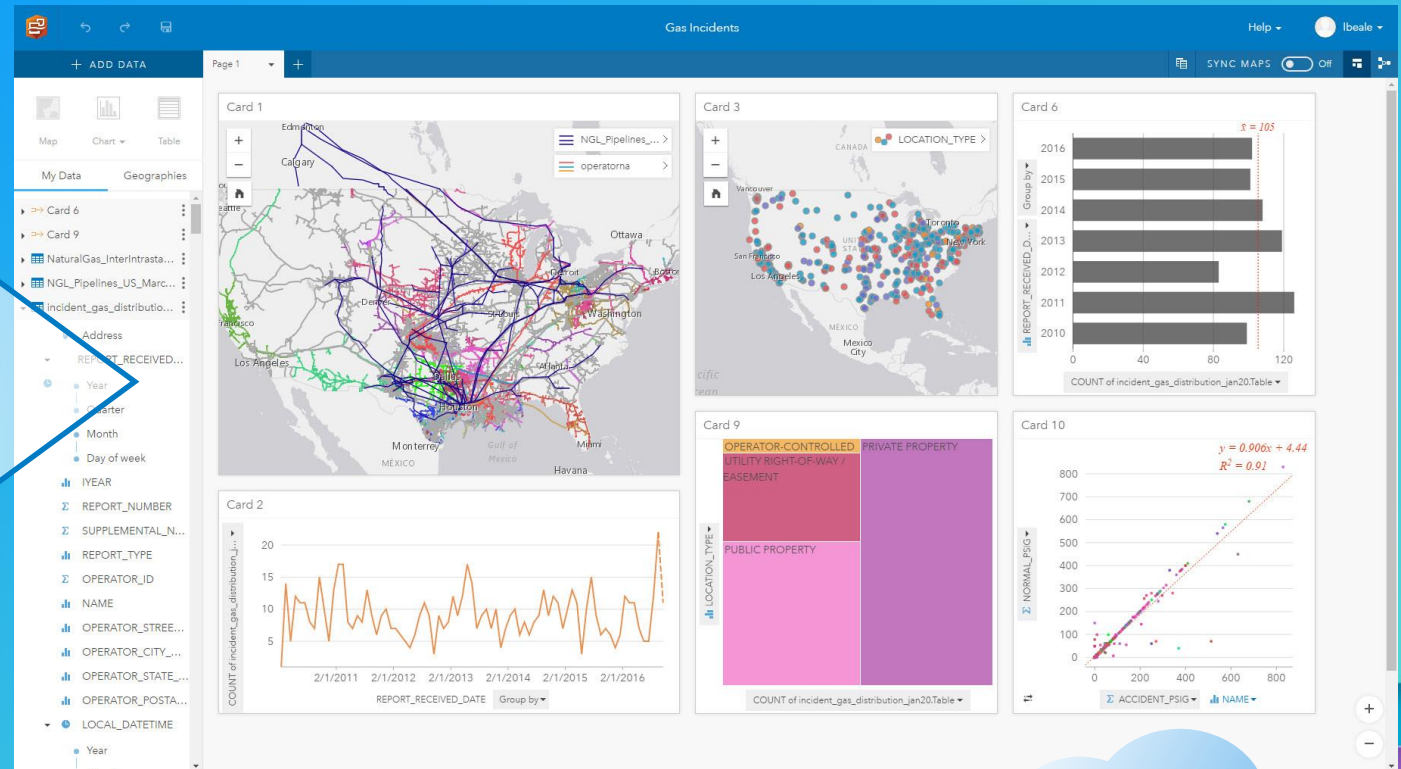 Gas Incidents
Help
lbeale
+ ADD DATA
Page 1
+
SYNC MAPS
Off
Map
Chart
Table
My Data
Geographies
Card 6
Card 9
NaturalGas_InterIntrasta...
NGL_Pipelines_US_Marc...
incident_gas_distributio...
Address
REPORT_RECEIVED...
Year
Quarter
Month
Day of week
IYEAR
REPORT_NUMBER
SUPPLEMENTAL_N...
REPORT_TYPE
OPERATOR_ID
NAME
OPERATOR_STREE...
OPERATOR_CITY_...
OPERATOR_STATE_...
OPERATOR_POSTA...
LOCAL_DATETIME
Year
Card 1
+
−
NGL_Pipelines_...
operatorna
Edmonton
Calgary
Ottawa
Detroit
Boston
Denver
St Louis
Washington
Los Angeles
Dallas
Atlanta
Houston
Monterrey
Gulf of
Mexico
Miami
MÉXICO
Havana
Card 2
COUNT of incident_gas_distribution_j...
20
15
10
5
2/1/2011 2/1/2012 2/1/2013 2/1/2014 2/1/2015 2/1/2016
REPORT_RECEIVED_DATE
Group by
Card 3
+
−
LOCATION_TYPE
CANADA
Vancouver
Toronto
UNITED
STATES
New York
San Francisco
Los Angeles
MÉXICO
Mexico
City
Card 9
LOCATION_TYPE
OPERATOR-CONTROLLED
PRIVATE PROPERTY
UTILITY RIGHT-OF-WAY /
EASEMENT
PUBLIC PROPERTY
COUNT of incident_gas_distribution_jan20.Table
Card 6
x̄ = 105
Group by
REPORT_RECEIVED_D...
2016
2015
2014
2013
2012
2011
2010
0 40 80 120
COUNT of incident_gas_distribution_jan20.Table
Card 10
y = 0.906x + 4.44
R² = 0.91
Σ NORMAL_PSIG
800
700
600
500
400
300
200
100
0
0 200 400 600 800
Σ ACCIDENT_PSIG
NAME
+
−